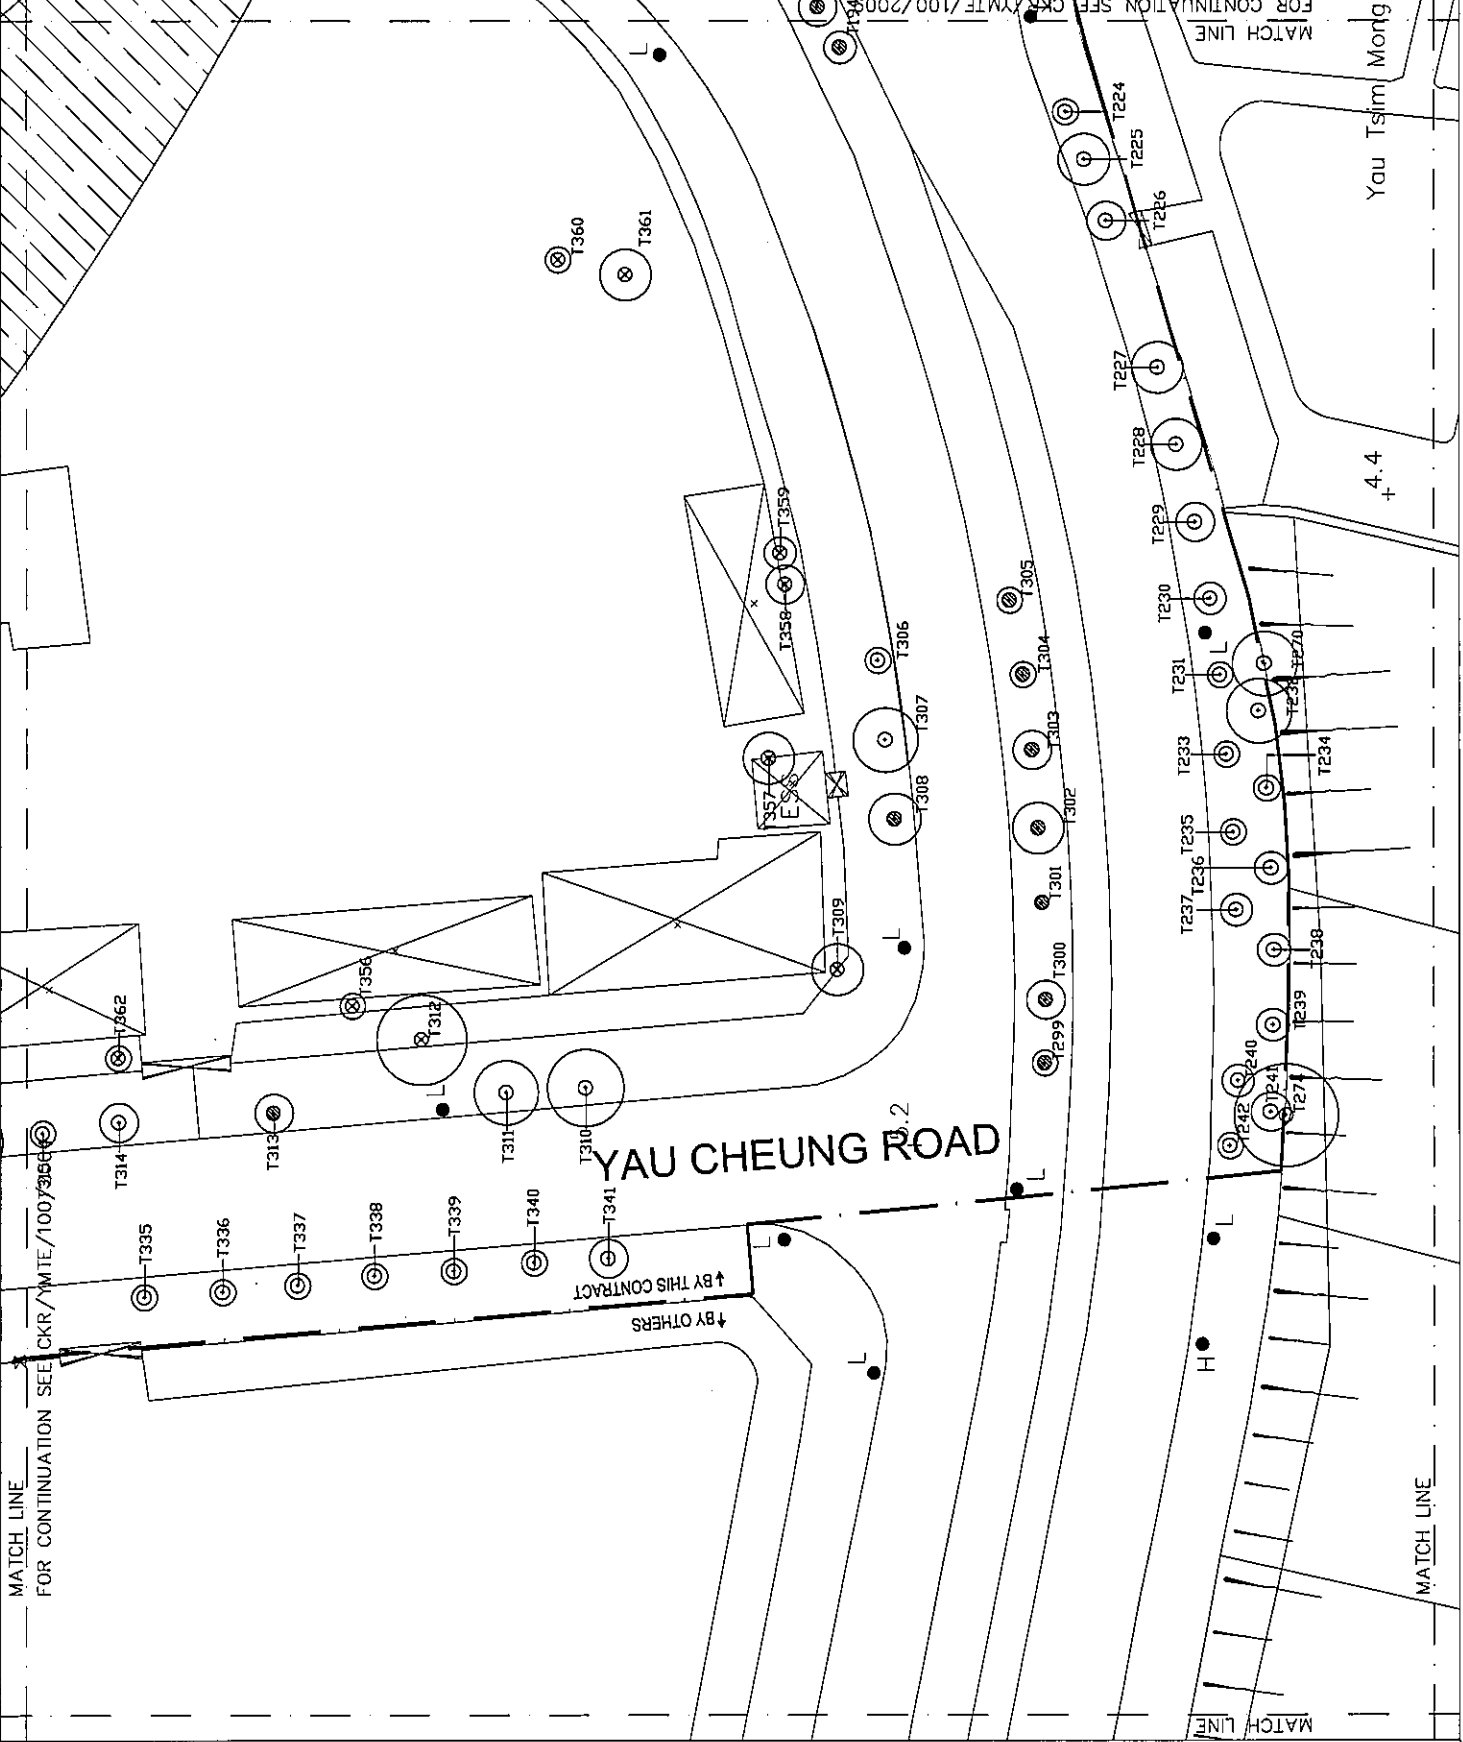 FOR CONTINUATION SEE CKR/YMTE/100/2009
MATCH LINE
Yau Tsim Mong
T194
L
T224
T225
T226
T360
T361
T227
T228
T229
T230
+ 4.4
T359
T358
T305
T304
T303
T302
T301
T300
T299
T306
T307
T308
T357
ESS
T309
L
L
T231
T270
T233
T234
T235
T236
T237
T238
T239
T240
T241
T274
T242
T362
T356
T312
L
T311
T310
T313
T314
YAU CHEUNG ROAD
T335
T336
T337
T338
T339
T340
T341
BY THIS CONTRACT
BY OTHERS
L
L
L
L
H
MATCH LINE
FOR CONTINUATION SEE CKR/YMTE/100/
MATCH LINE
MATCH LINE